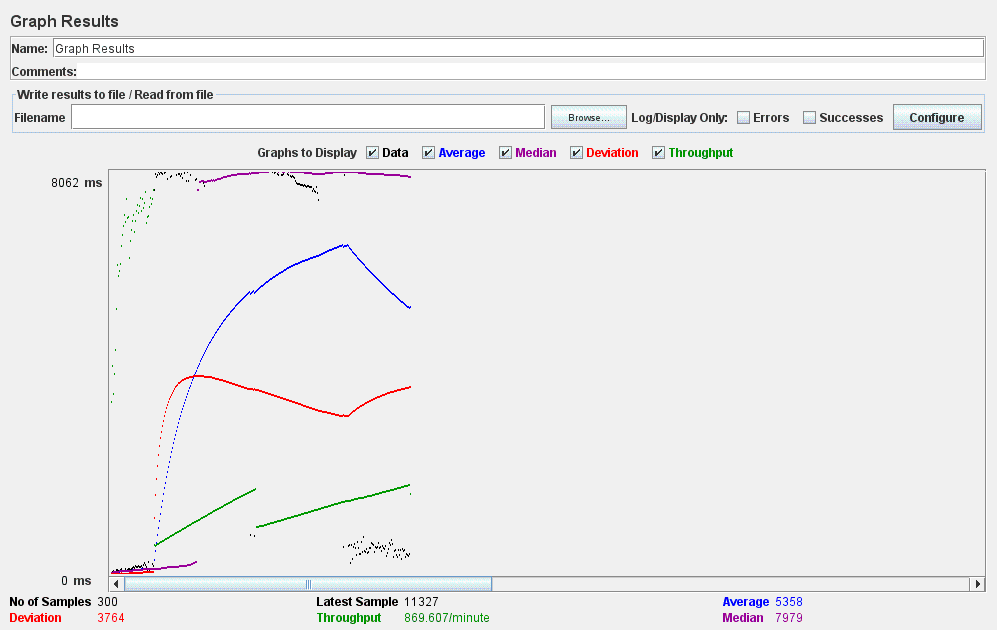 Graph Results
Name: Graph Results
Comments:
Write results to file / Read from file
Filename Browse... Log/Display Only: Errors Successes Configure
Graphs to Display Data Average Median Deviation Throughput
8062 ms
0 ms
No of Samples 300 Latest Sample 11327 Average 5358
Deviation 3764 Throughput 869.607/minute Median 7979